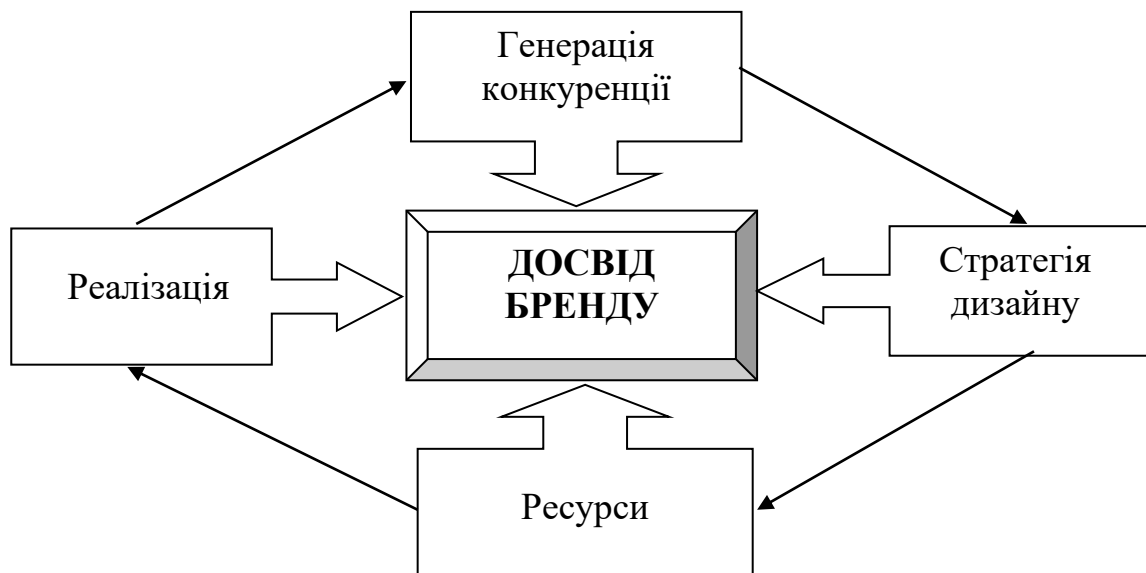 Генерація
конкуренції
Реалізація
ДОСВІД
БРЕНДУ
Стратегія
дизайну
Ресурси